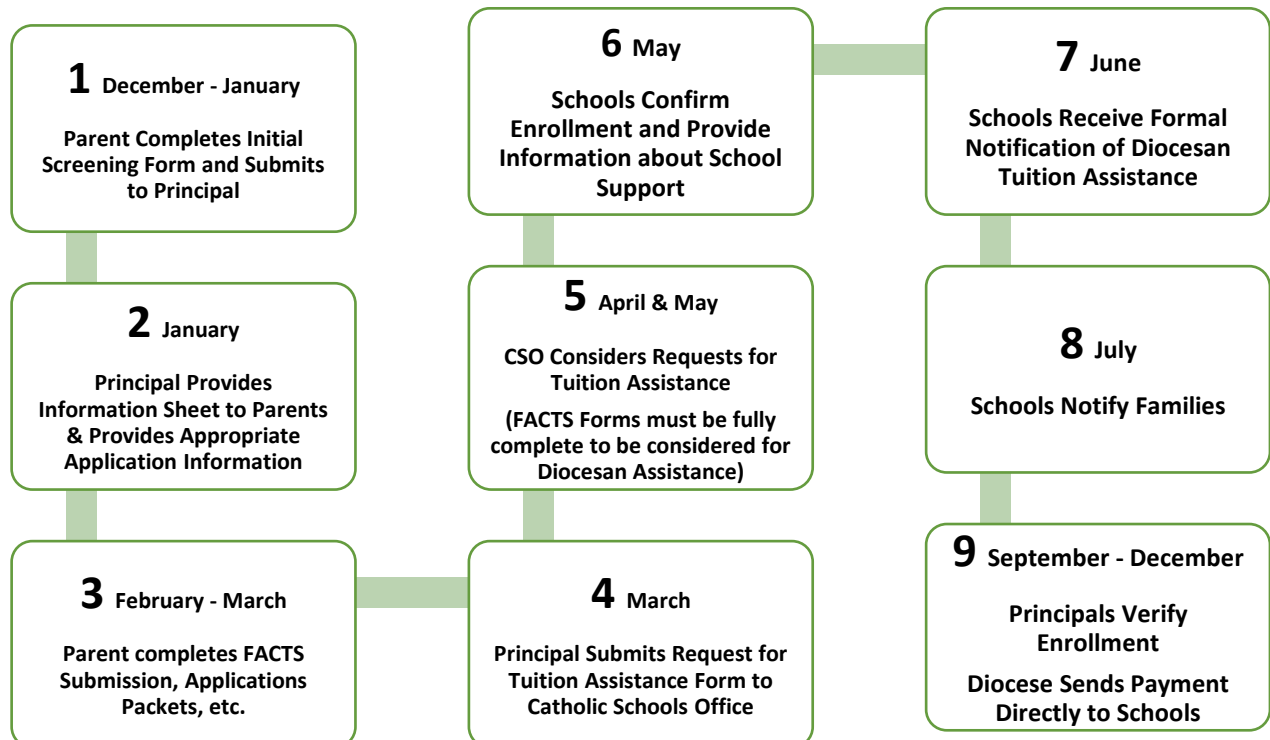 1 December - January
Parent Completes Initial
Screening Form and Submits
to Principal
2 January
Principal Provides
Information Sheet to Parents
& Provides Appropriate
Application Information
3 February - March
Parent completes FACTS
Submission, Applications
Packets, etc.
4 March
Principal Submits Request for
Tuition Assistance Form to
Catholic Schools Office
5 April & May
CSO Considers Requests for
Tuition Assistance
(FACTS Forms must be fully
complete to be considered for
Diocesan Assistance)
6 May
Schools Confirm
Enrollment and Provide
Information about School
Support
7 June
Schools Receive Formal
Notification of Diocesan
Tuition Assistance
8 July
Schools Notify Families
9 September - December
Principals Verify
Enrollment
Diocese Sends Payment
Directly to Schools